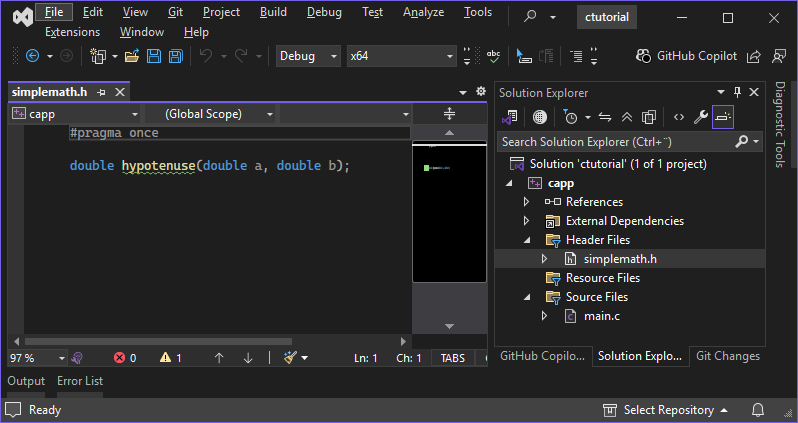 File Edit View Git Project Build Debug Test Analyze Tools ctutorial
Extensions Window Help
Debug x64 abc GitHub Copilot
simplemath.h
capp (Global Scope)
#pragma once
double hypotenuse(double a, double b);
97 % 0 1 Ln: 1 Ch: 1 TABS
Output Error List
Ready Select Repository
Solution Explorer
Search Solution Explorer (Ctrl+¨)
Solution 'ctutorial' (1 of 1 project)
capp
References
External Dependencies
Header Files
simplemath.h
Resource Files
Source Files
main.c
GitHub Copilo... Solution Explo... Git Changes
Diagnostic Tools